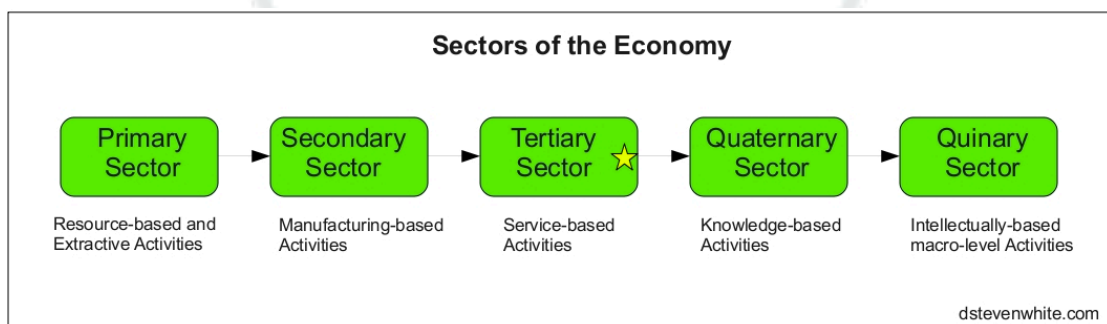 Sectors of the Economy
Primary
Sector
Secondary
Sector
Tertiary
Sector
Quaternary
Sector
Quinary
Sector
Resource-based and
Extractive Activities
Manufacturing-based
Activities
Service-based
Activities
Knowledge-based
Activities
Intellectually-based
macro-level Activities
dstevenwhite.com